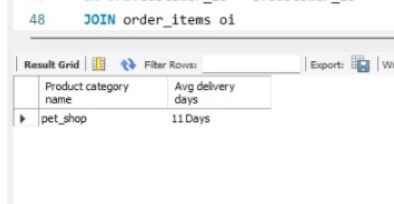 48 JOIN order_items oi
Result Grid Filter Rows: Export:
Product category name Avg delivery days
pet_shop 11 Days